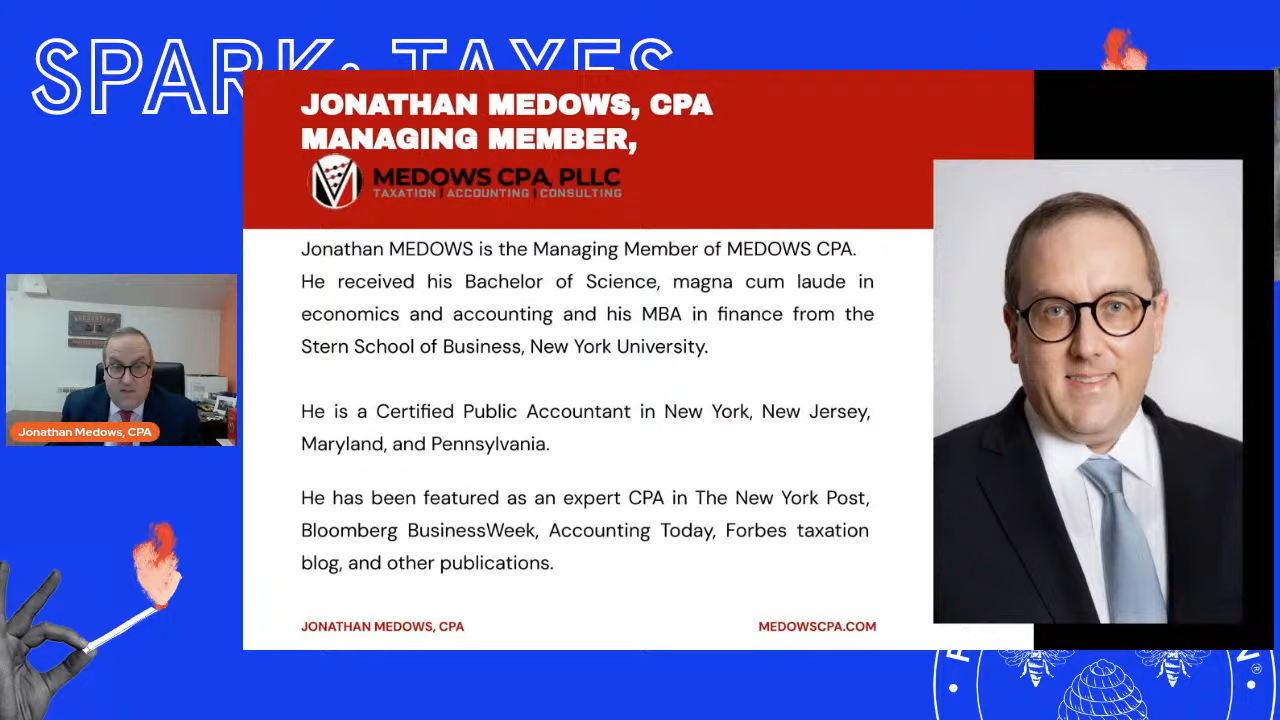 SPARK: TAXES
JONATHAN MEDOWS, CPA
MANAGING MEMBER,
MEDOWS CPA, PLLC
TAXATION | ACCOUNTING | CONSULTING
Jonathan MEDOWS is the Managing Member of MEDOWS CPA.
He received his Bachelor of Science, magna cum laude in
economics and accounting and his MBA in finance from the
Stern School of Business, New York University.
He is a Certified Public Accountant in New York, New Jersey,
Maryland, and Pennsylvania.
He has been featured as an expert CPA in The New York Post,
Bloomberg BusinessWeek, Accounting Today, Forbes taxation
blog, and other publications.
JONATHAN MEDOWS, CPA
MEDOWSCPA.COM
Jonathan Medows, CPA